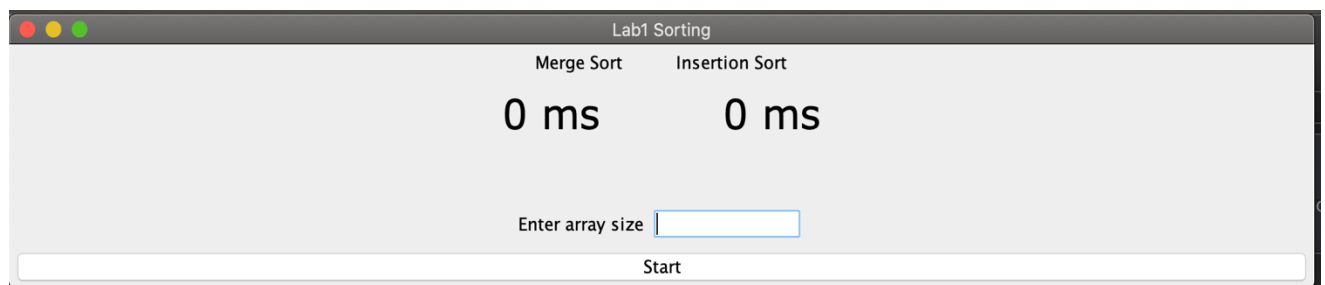 Lab1 Sorting
Merge Sort Insertion Sort
0 ms 0 ms
Enter array size
Start